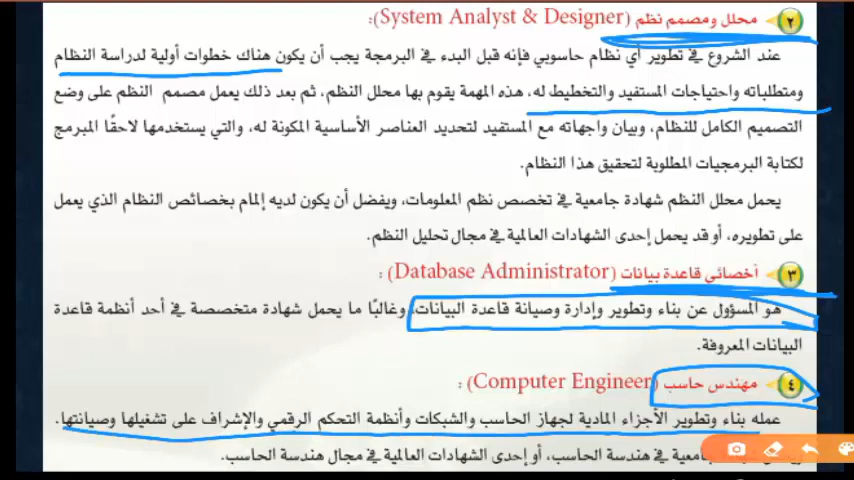 ٢ محلل ومصمم نظم (System Analyst & Designer):
عند الشروع في تطوير أي نظام حاسوبي فإنه قبل البدء في البرمجة يجب أن يكون هناك خطوات أولية لدراسة النظام
ومتطلباته واحتياجات المستفيد والتخطيط له، هذه المهمة يقوم بها محلل النظم، ثم بعد ذلك يعمل مصمم النظم على وضع
التصميم الكامل للنظام، وبيان واجهاته مع المستفيد لتحديد العناصر الأساسية المكونة له، والتي يستخدمها لاحقًا المبرمج
لكتابة البرمجيات المطلوبة لتحقيق هذا النظام.
يحمل محلل النظم شهادة جامعية في تخصص نظم المعلومات، ويفضل أن يكون لديه إلمام بخصائص النظام الذي يعمل
على تطويره، أو قد يحمل إحدى الشهادات العالمية في مجال تحليل النظم.
٣ أخصائي قاعدة بيانات (Database Administrator) :
هو المسؤول عن بناء وتطوير وإدارة وصيانة قاعدة البيانات، وغالبًا ما يحمل شهادة متخصصة في أحد أنظمة قاعدة
البيانات المعروفة.
٤ مهندس حاسب (Computer Engineer) :
عمله بناء وتطوير الأجزاء المادية لجهاز الحاسب والشبكات وأنظمة التحكم الرقمي والإشراف على تشغيلها وصيانتها.
جامعية في هندسة الحاسب، أو إحدى الشهادات العالمية في مجال هندسة الحاسب.